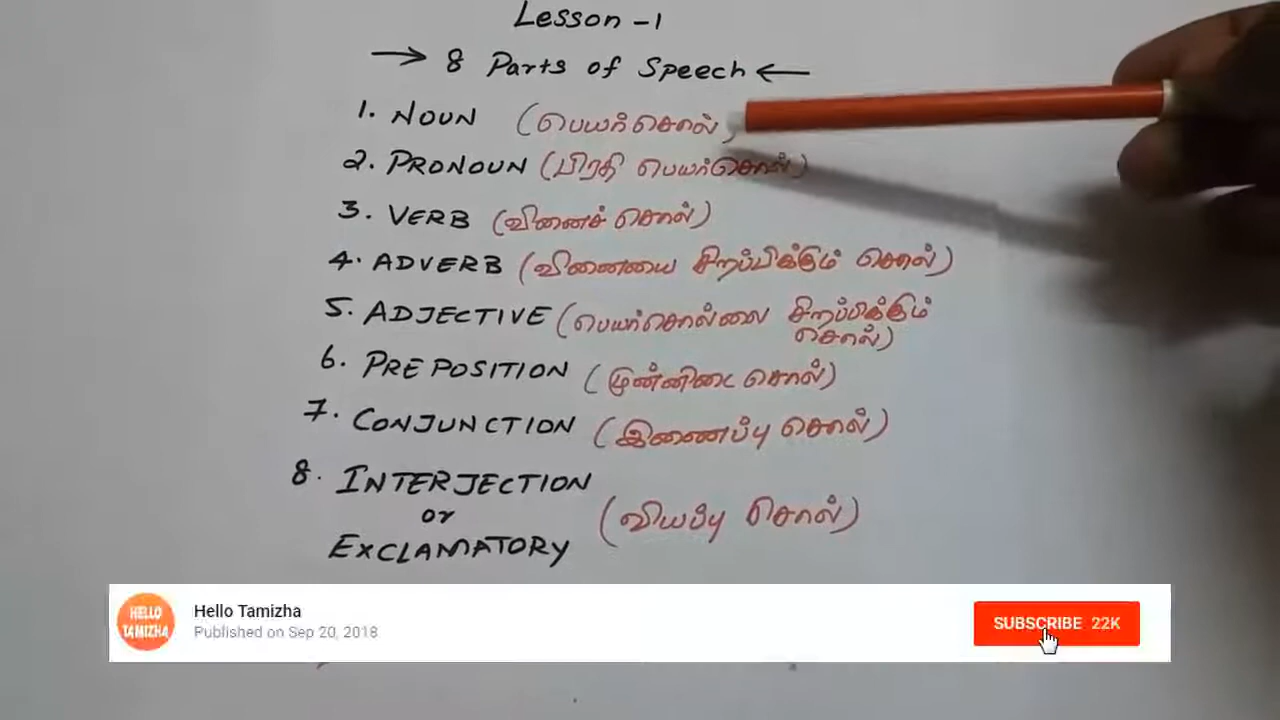 Lesson - 1
→ 8 Parts of Speech ←
1. NOUN (பெயர்சொல்)
2. PRONOUN (பிரதி பெயர்சொல்)
3. VERB (வினைச் சொல்)
4. ADVERB (வினையை சிறப்பிக்கும் சொல்)
5. ADJECTIVE (பெயர்சொல்லை சிறப்பிக்கும்
சொல்)
6. PREPOSITION (முன்னிடை சொல்)
7. CONJUNCTION (இணைப்பு சொல்)
8. INTERJECTION
or
EXCLAMATORY (வியப்பு சொல்)
HELLO
TAMIZHA
Hello Tamizha
Published on Sep 20, 2018
SUBSCRIBE 22K